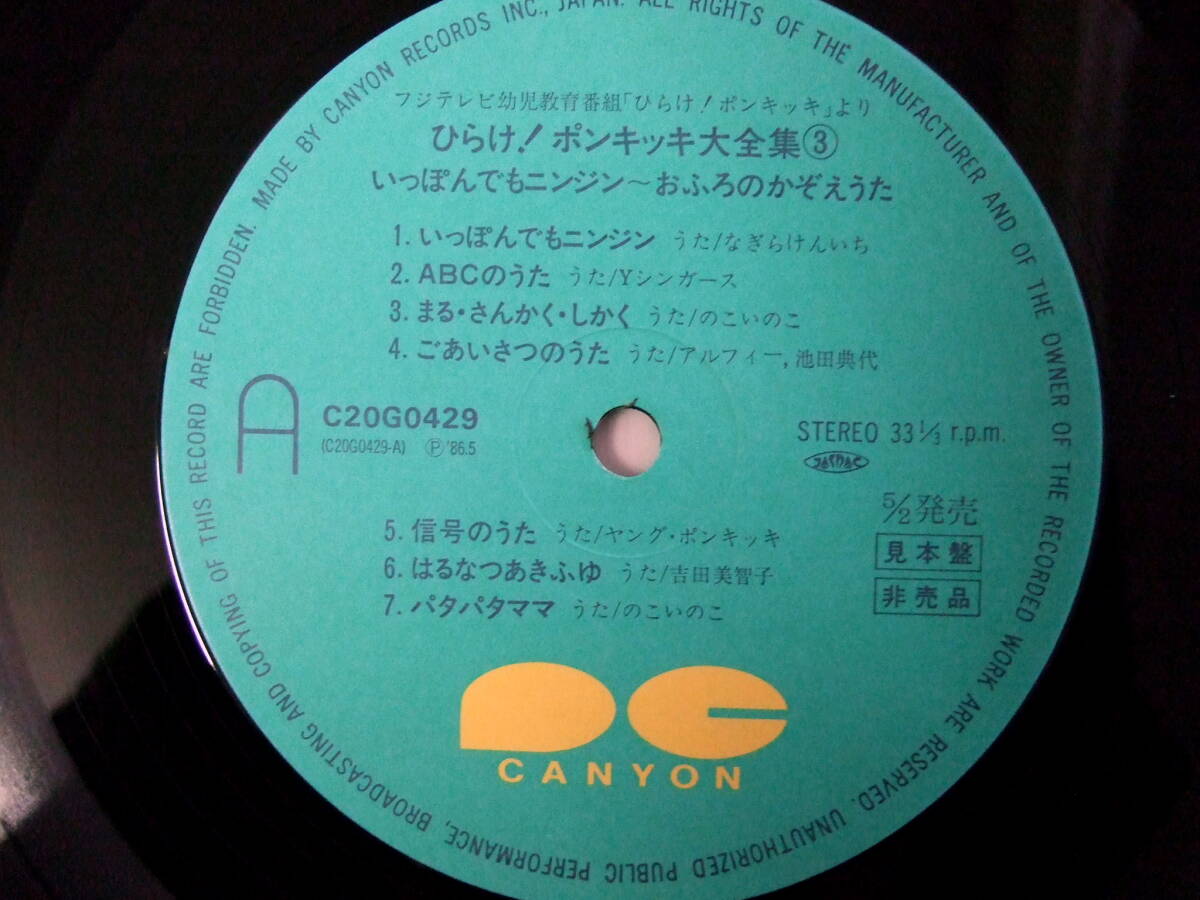 MADE BY CANYON RECORDS INC., JAPAN. ALL RIGHTS OF THE MANUFACTURER AND OF THE OWNER OF THE RECORDED WORK ARE RESERVED. UNAUTHORIZED PUBLIC PERFORMANCE, BROADCASTING AND COPYING OF THIS RECORD ARE FORBIDDEN.
フジテレビ幼児教育番組「ひらけ!ポンキッキ」より
ひらけ!ポンキッキ大全集③
いっぽんでもニンジン~おふろのかぞえうた
1. いっぽんでもニンジン うた/なぎらけんいち
2. ABCのうた うた/Yシンガース
3. まる・さんかく・しかく うた/のこいのこ
4. ごあいさつのうた うた/アルフィー, 池田典代
A
C20G0429
(C20G0429-A) Ⓟ'86.5
STEREO 33 1/3 r.p.m.
JASRAC
5/2発売
見本盤
非売品
5. 信号のうた うた/ヤング・ポンキッキ
6. はるなつあきふゆ うた/吉田美智子
7. パタパタママ うた/のこいのこ
CANYON